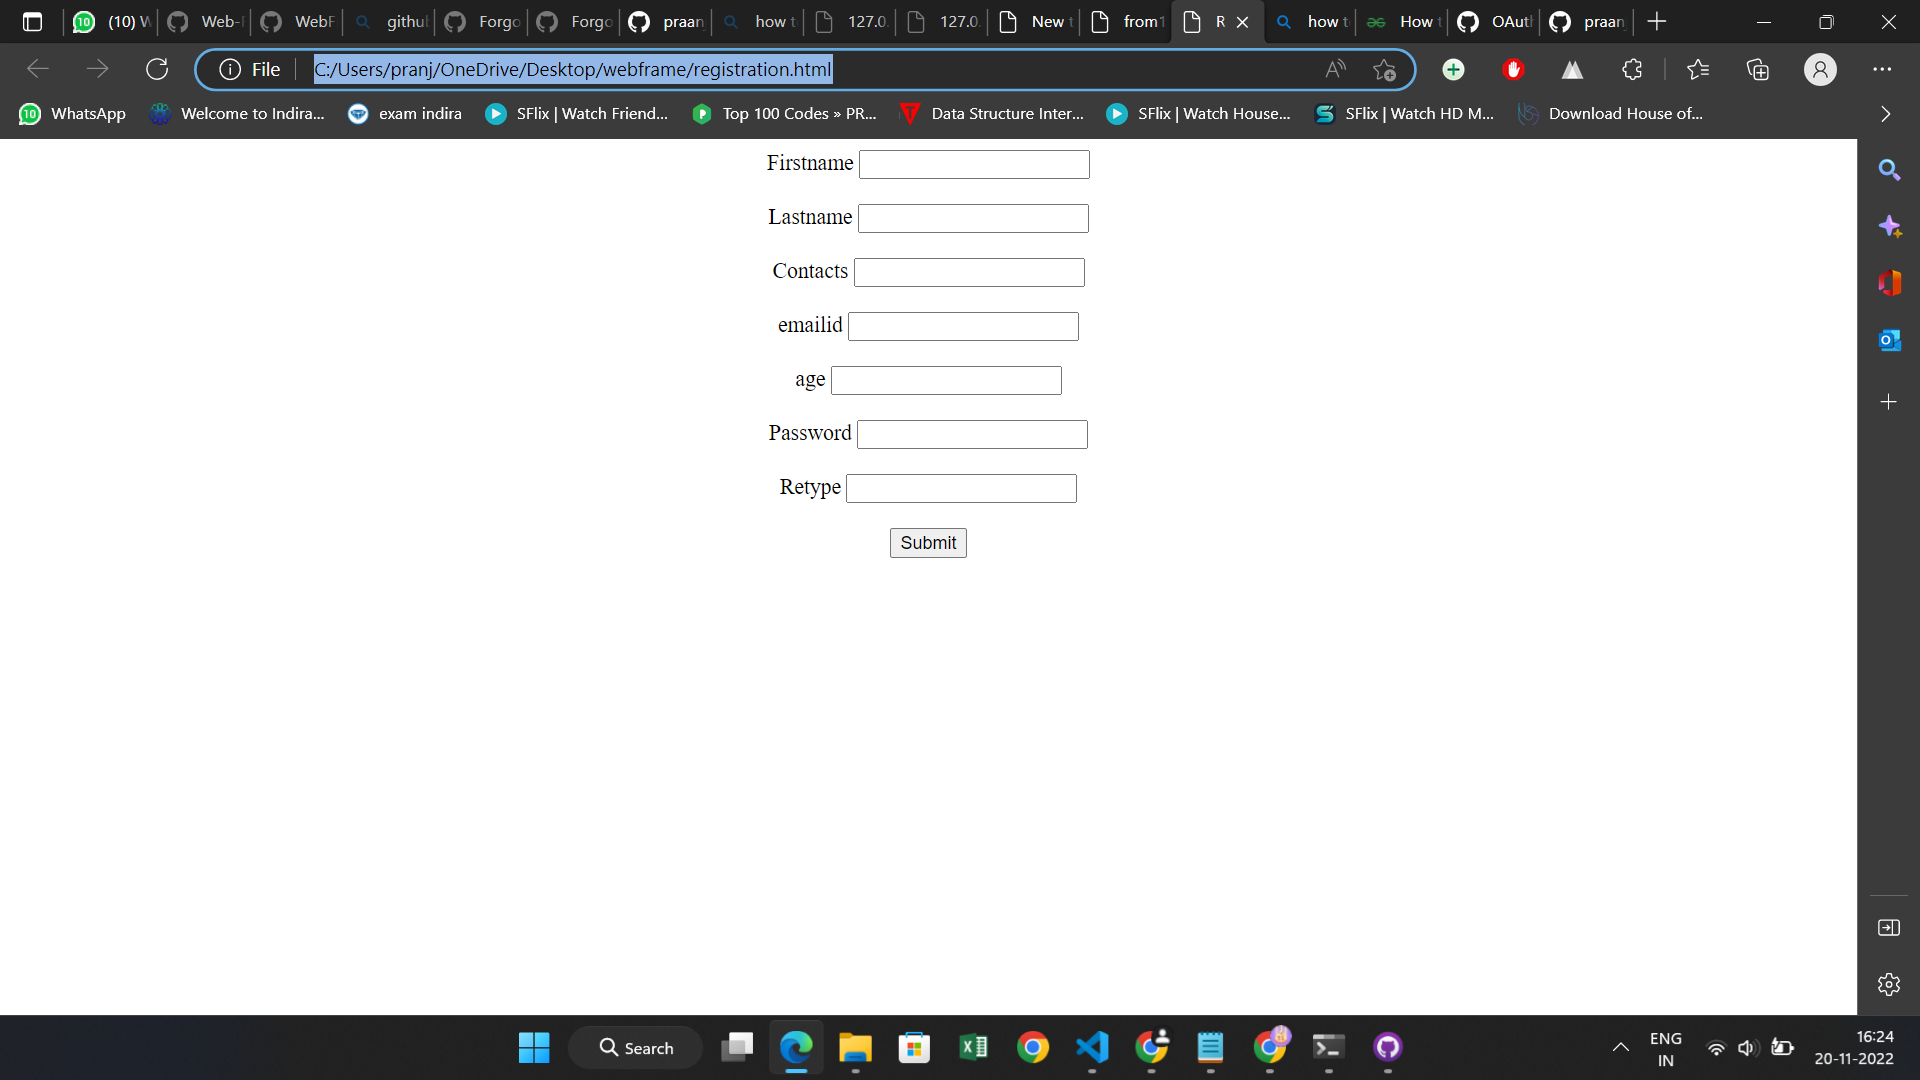 (10) W
Web-F
WebF
githu
Forgo
Forgo
praan
how t
127.0.
127.0.
New t
from1
R
how t
How t
OAut
praan
File
C:/Users/pranj/OneDrive/Desktop/webframe/registration.html
10 WhatsApp
Welcome to Indira...
exam indira
SFlix | Watch Friend...
Top 100 Codes » PR...
Data Structure Inter...
SFlix | Watch House...
SFlix | Watch HD M...
Download House of...
Firstname
Lastname
Contacts
emailid
age
Password
Retype
Submit
Search
ENG
IN
16:24
20-11-2022